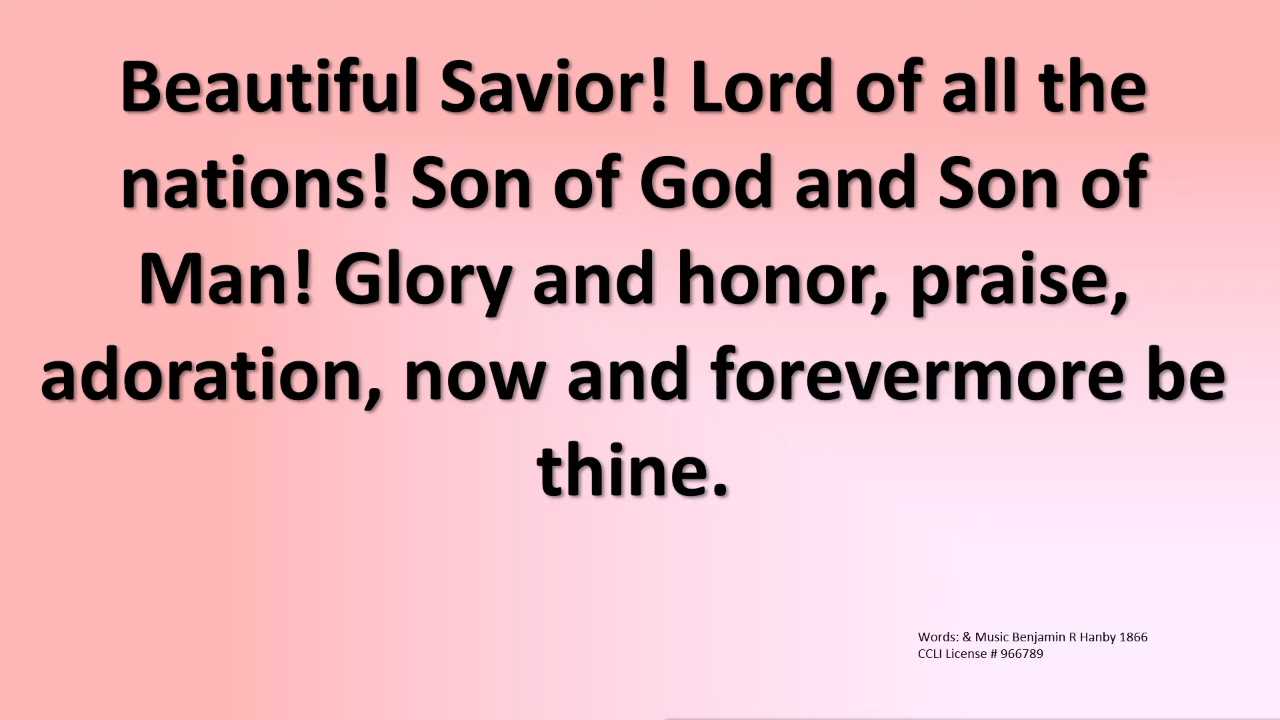 Beautiful Savior! Lord of all the
nations! Son of God and Son of
Man! Glory and honor, praise,
adoration, now and forevermore be
thine.
Words: & Music Benjamin R Hanby 1866
CCLI License # 966789